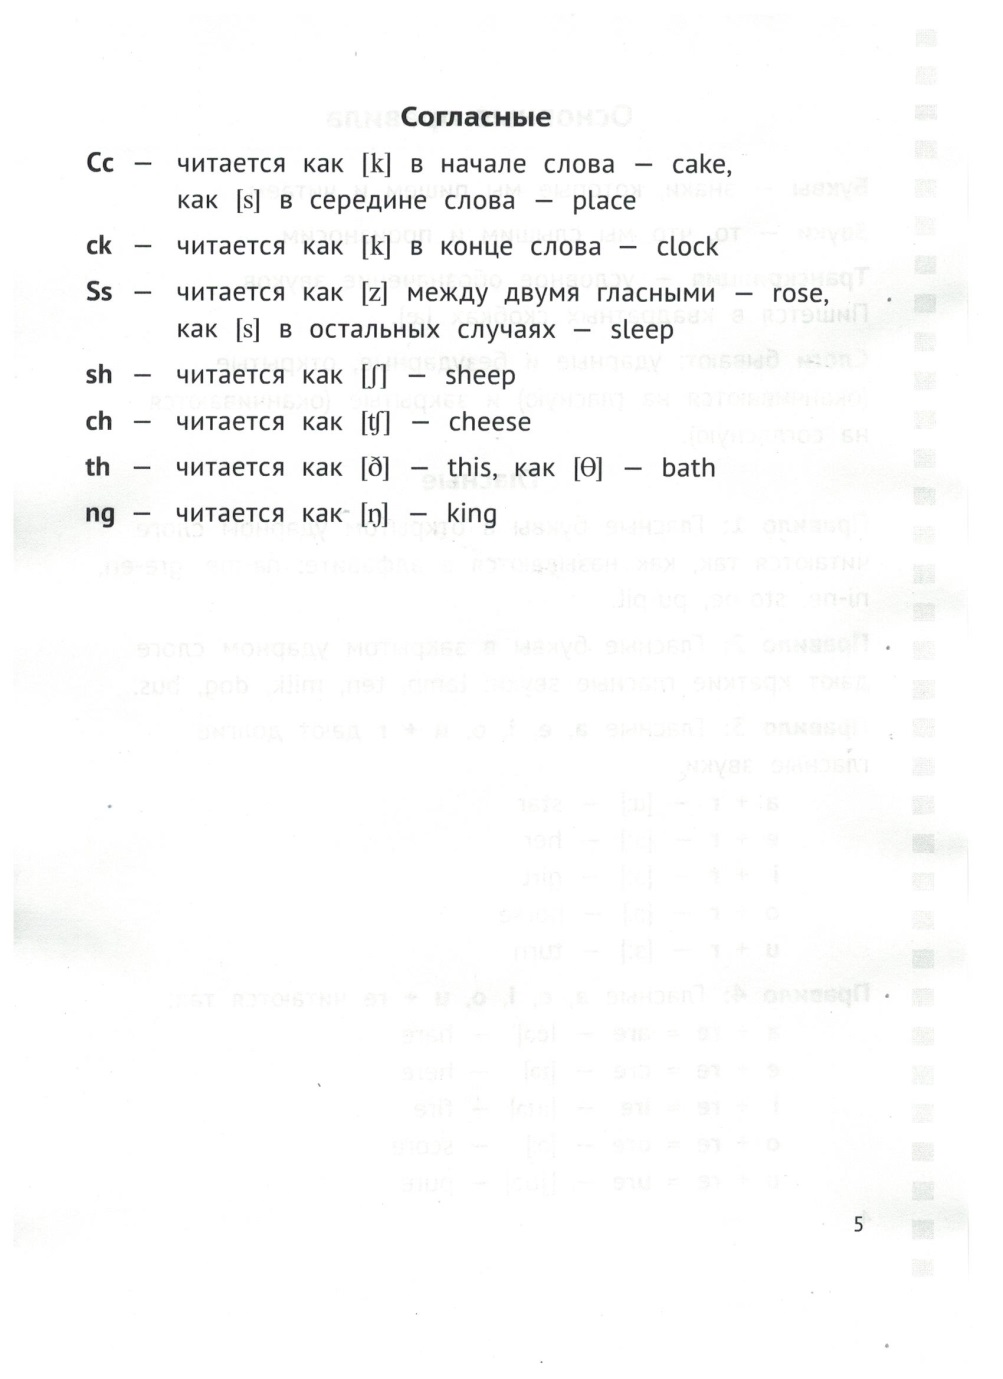 Согласные
Cc — читается как [k] в начале слова — cake,
как [s] в середине слова — place
ck — читается как [k] в конце слова — clock
Ss — читается как [z] между двумя гласными — rose,
как [s] в остальных случаях — sleep
sh — читается как [ʃ] — sheep
ch — читается как [ʧ] — cheese
th — читается как [ð] — this, как [Θ] — bath
ng — читается как [ŋ] — king
5